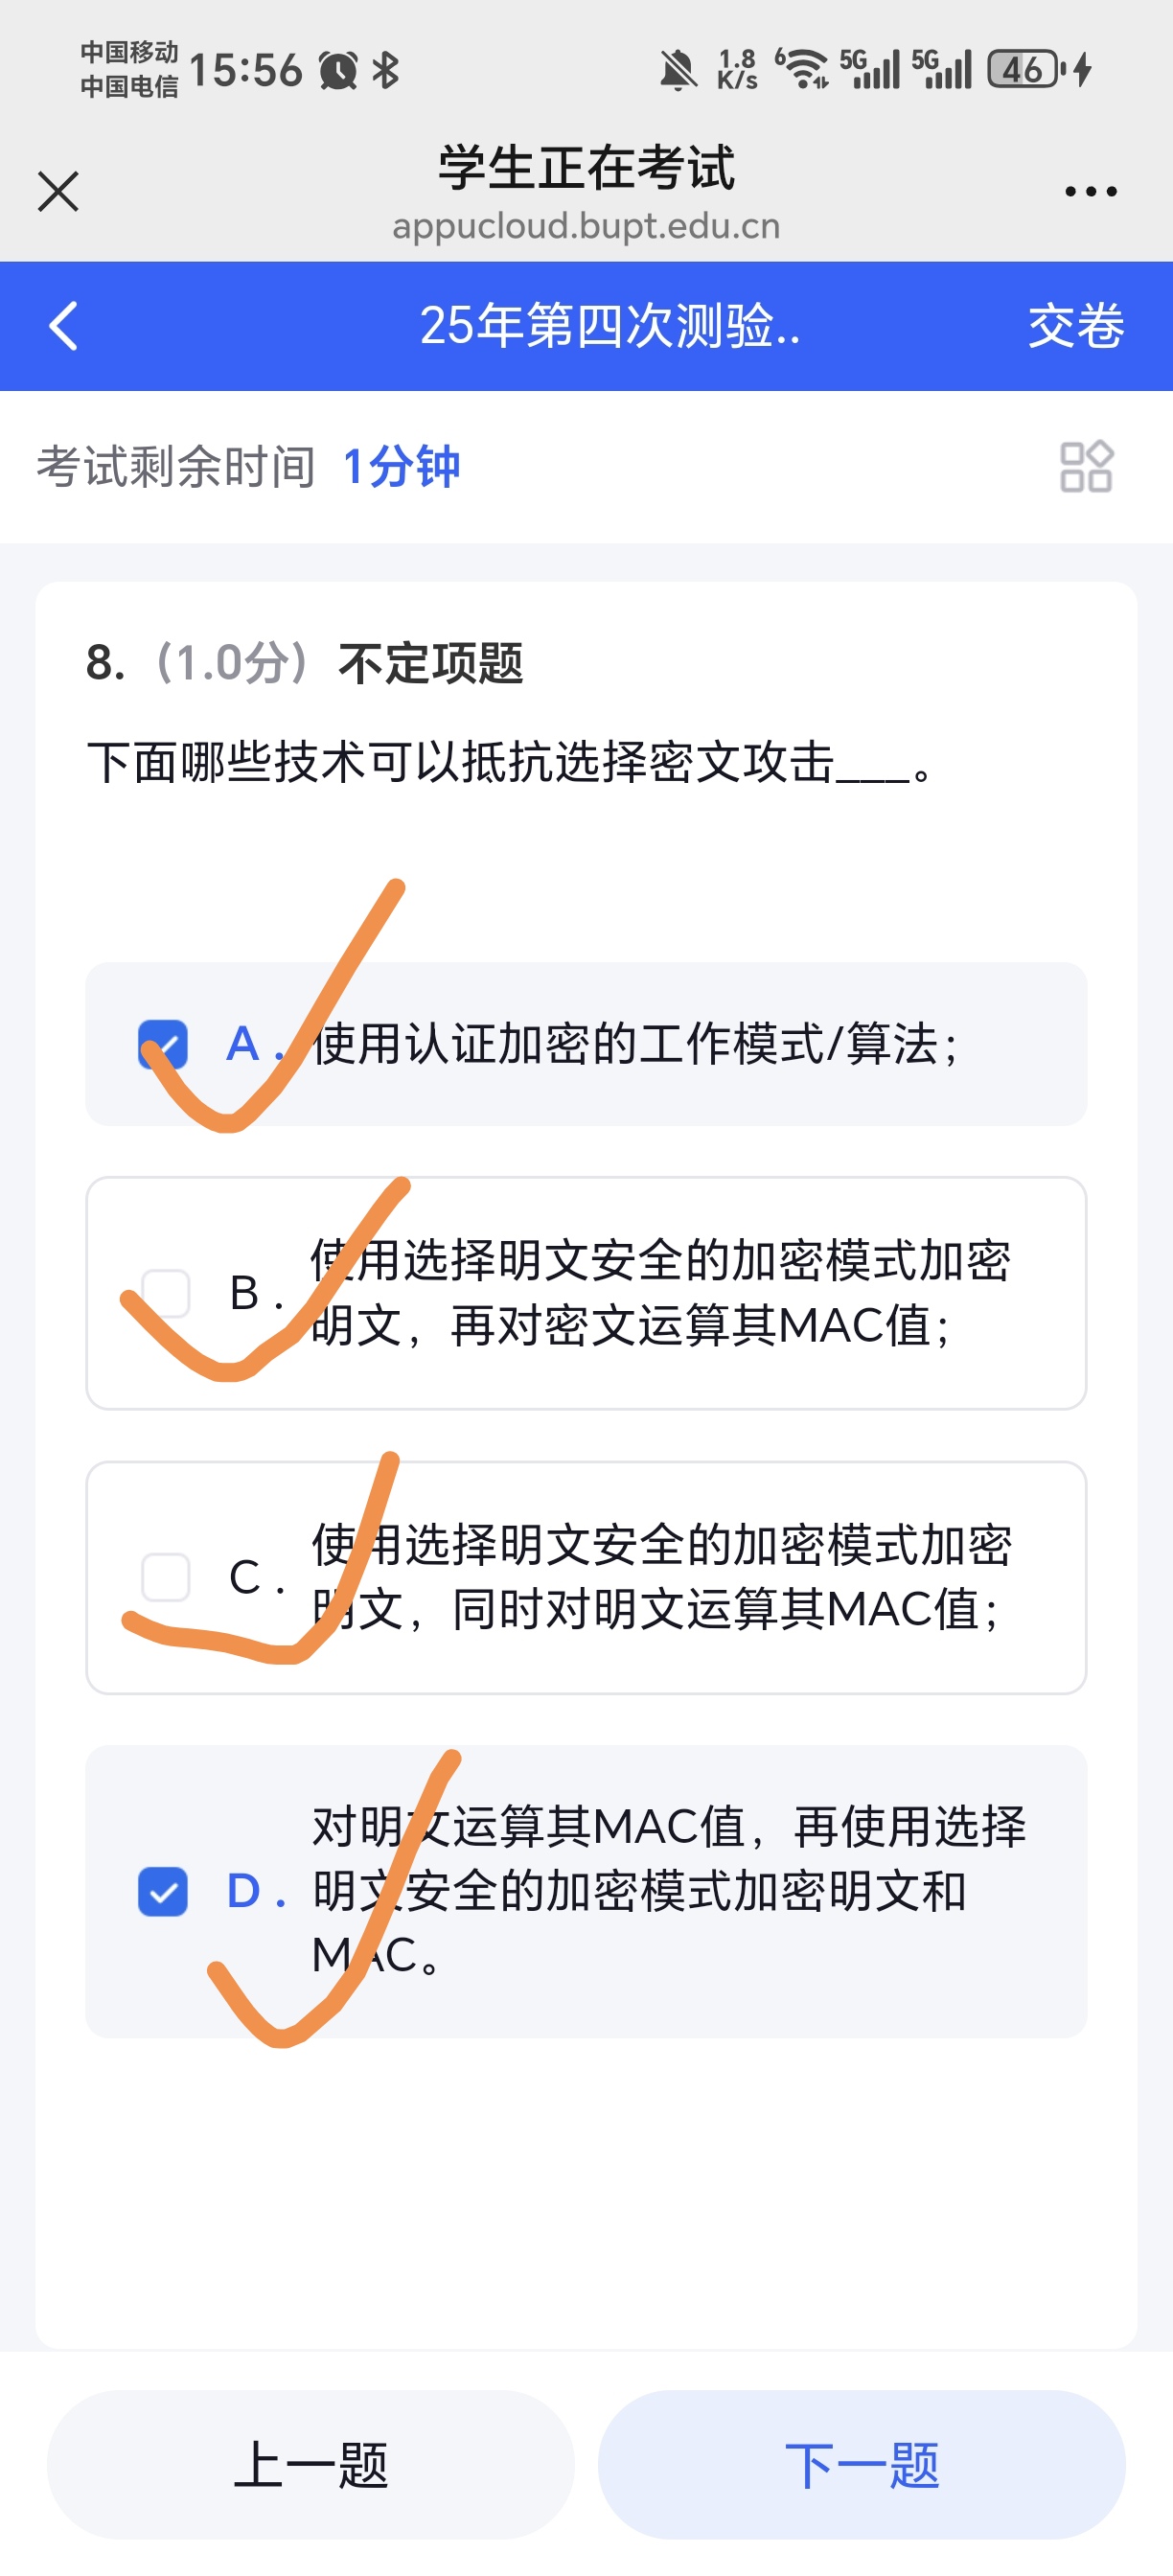 中国移动
中国电信
15:56
1.8
K/s
6
5G
5G
46
学生正在考试
appucloud.bupt.edu.cn
25年第四次测验..
交卷
考试剩余时间 1分钟
8.（1.0分）不定项题
下面哪些技术可以抵抗选择密文攻击___。
A . 使用认证加密的工作模式/算法；
B . 使用选择明文安全的加密模式加密
明文，再对密文运算其MAC值；
C . 使用选择明文安全的加密模式加密
明文，同时对明文运算其MAC值；
D . 对明文运算其MAC值，再使用选择
明文安全的加密模式加密明文和
MAC。
上一题
下一题